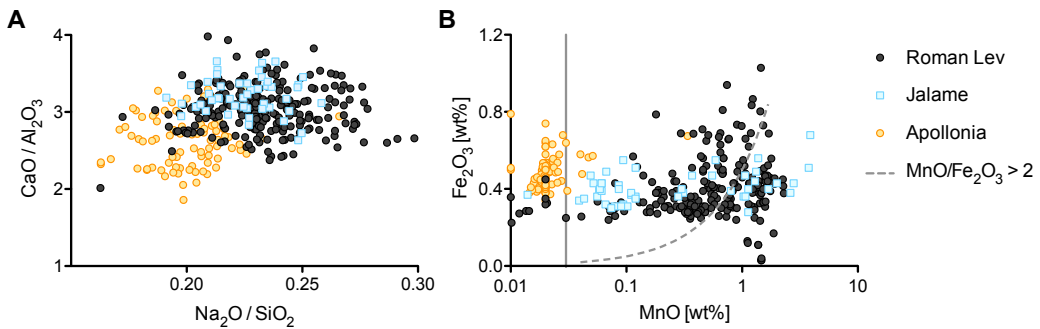 A
B
4
3
2
1
CaO / Al₂O₃
0.20
0.25
0.30
Na₂O / SiO₂
1.2
0.8
0.4
0.0
Fe₂O₃ [wt%]
0.01
0.1
1
10
MnO [wt%]
Roman Lev
Jalame
Apollonia
MnO/Fe₂O₃ > 2